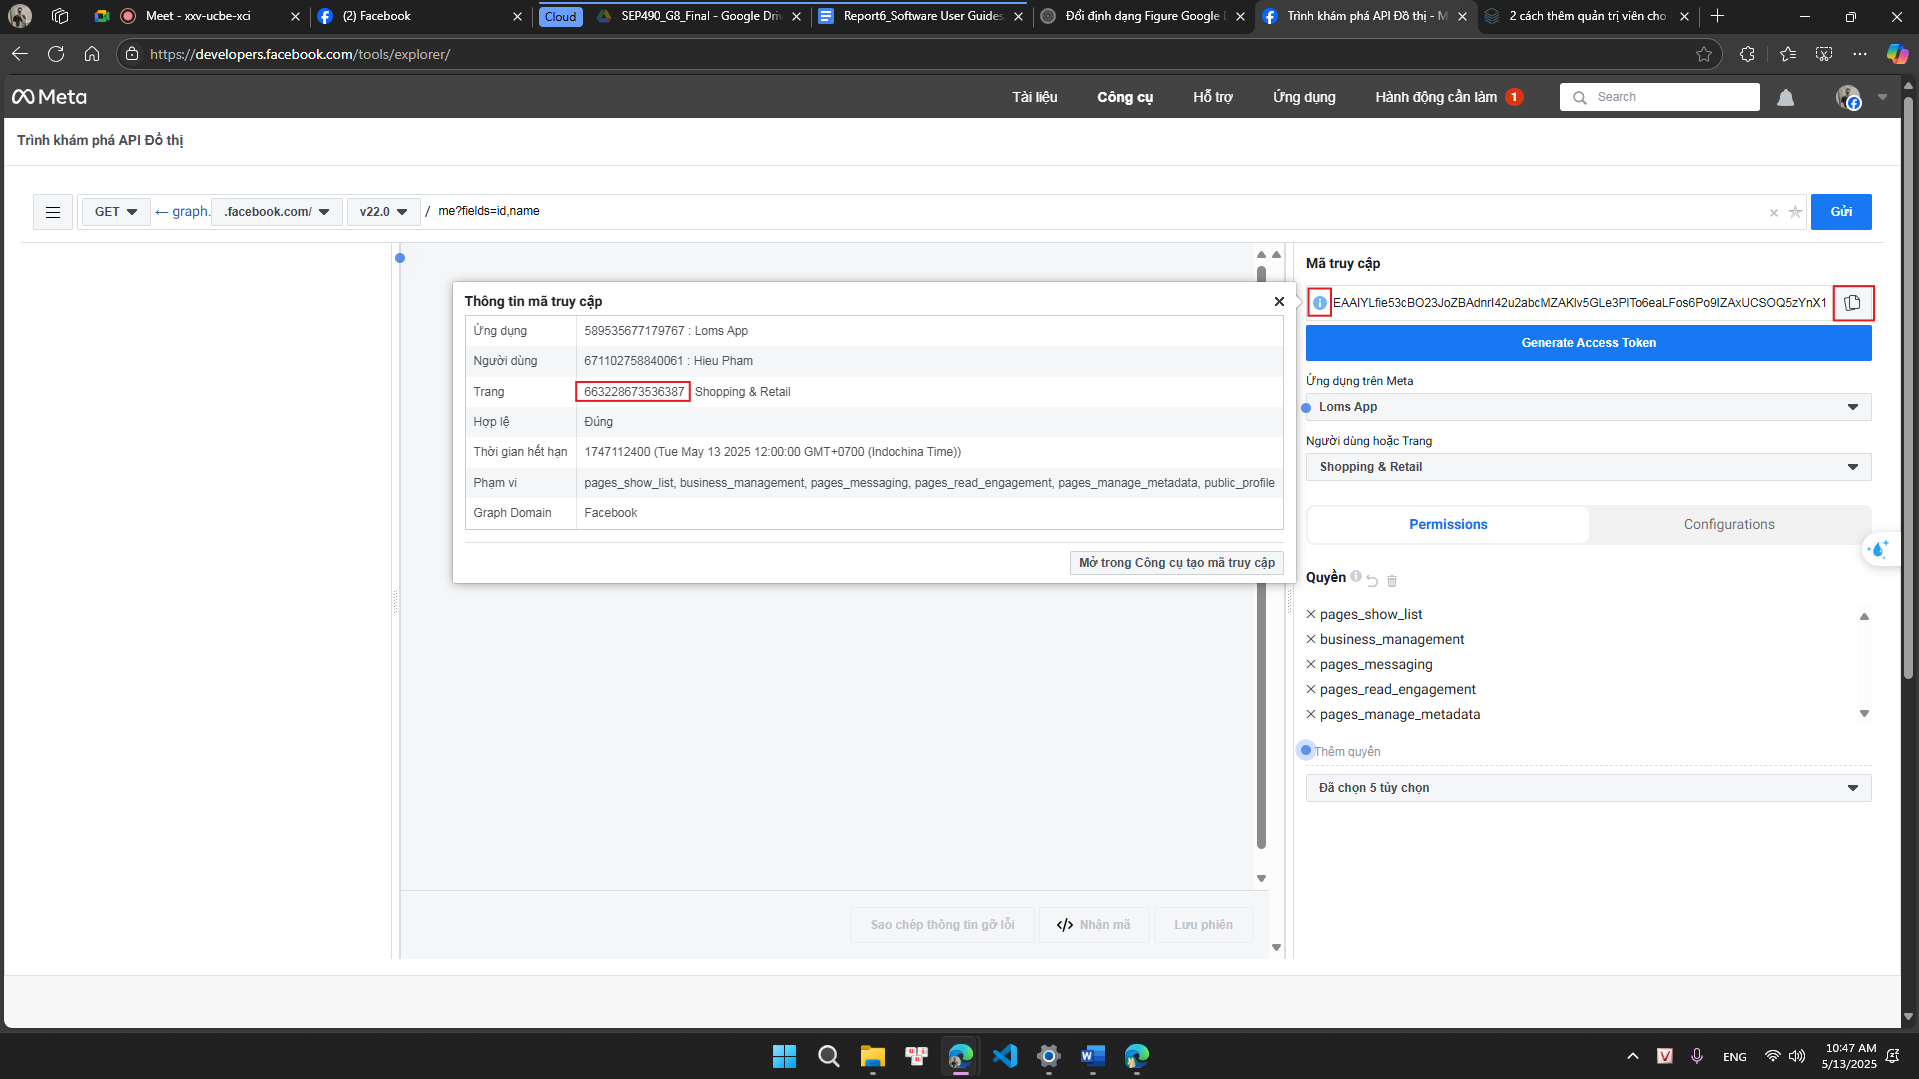 Meet - xxv-ucbe-xci
(2) Facebook
Cloud
SEP490_G8_Final - Google Driv
Report6_Software User Guides
Đổi định dạng Figure Google D
Trình khám phá API Đồ thị - M
2 cách thêm quản trị viên cho
https://developers.facebook.com/tools/explorer/
Meta
Tài liệu
Công cụ
Hỗ trợ
Ứng dụng
Hành động cần làm
1
Search
Trình khám phá API Đồ thị
GET
← graph.
.facebook.com/
v22.0
/ me?fields=id,name
Gửi
Mã truy cập
Thông tin mã truy cập
Ứng dụng
589535677179767 : Loms App
Người dùng
671102758840061 : Hieu Pham
Trang
663228673536387 Shopping & Retail
Hợp lệ
Đúng
Thời gian hết hạn
1747112400 (Tue May 13 2025 12:00:00 GMT+0700 (Indochina Time))
Phạm vi
pages_show_list, business_management, pages_messaging, pages_read_engagement, pages_manage_metadata, public_profile
Graph Domain
Facebook
Mở trong Công cụ tạo mã truy cập
Generate Access Token
Ứng dụng trên Meta
Loms App
Người dùng hoặc Trang
Shopping & Retail
Permissions
Configurations
Quyền
pages_show_list
business_management
pages_messaging
pages_read_engagement
pages_manage_metadata
Thêm quyền
Đã chọn 5 tùy chọn
Sao chép thông tin gỡ lỗi
</> Nhận mã
Lưu phiên
ENG
10:47 AM
5/13/2025